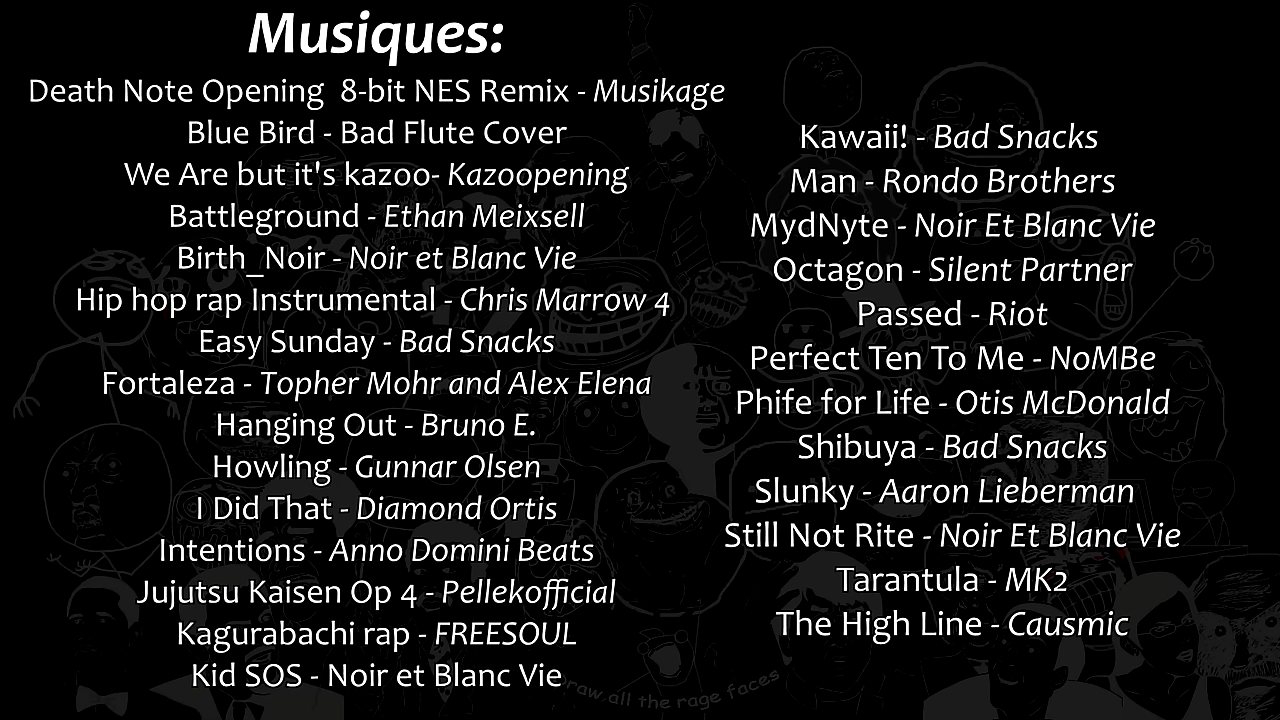 Musiques:
Death Note Opening  8-bit NES Remix - Musikage
Blue Bird - Bad Flute Cover
We Are but it's kazoo- Kazoopening
Battleground - Ethan Meixsell
Birth_Noir - Noir et Blanc Vie
Hip hop rap Instrumental - Chris Marrow 4
Easy Sunday - Bad Snacks
Fortaleza - Topher Mohr and Alex Elena
Hanging Out - Bruno E.
Howling - Gunnar Olsen
I Did That - Diamond Ortis
Intentions - Anno Domini Beats
Jujutsu Kaisen Op 4 - Pellekofficial
Kagurabachi rap - FREESOUL
Kid SOS - Noir et Blanc Vie
Kawaii! - Bad Snacks
Man - Rondo Brothers
MydNyte - Noir Et Blanc Vie
Octagon - Silent Partner
Passed - Riot
Perfect Ten To Me - NoMBe
Phife for Life - Otis McDonald
Shibuya - Bad Snacks
Slunky - Aaron Lieberman
Still Not Rite - Noir Et Blanc Vie
Tarantula - MK2
The High Line - Causmic
all the rage faces